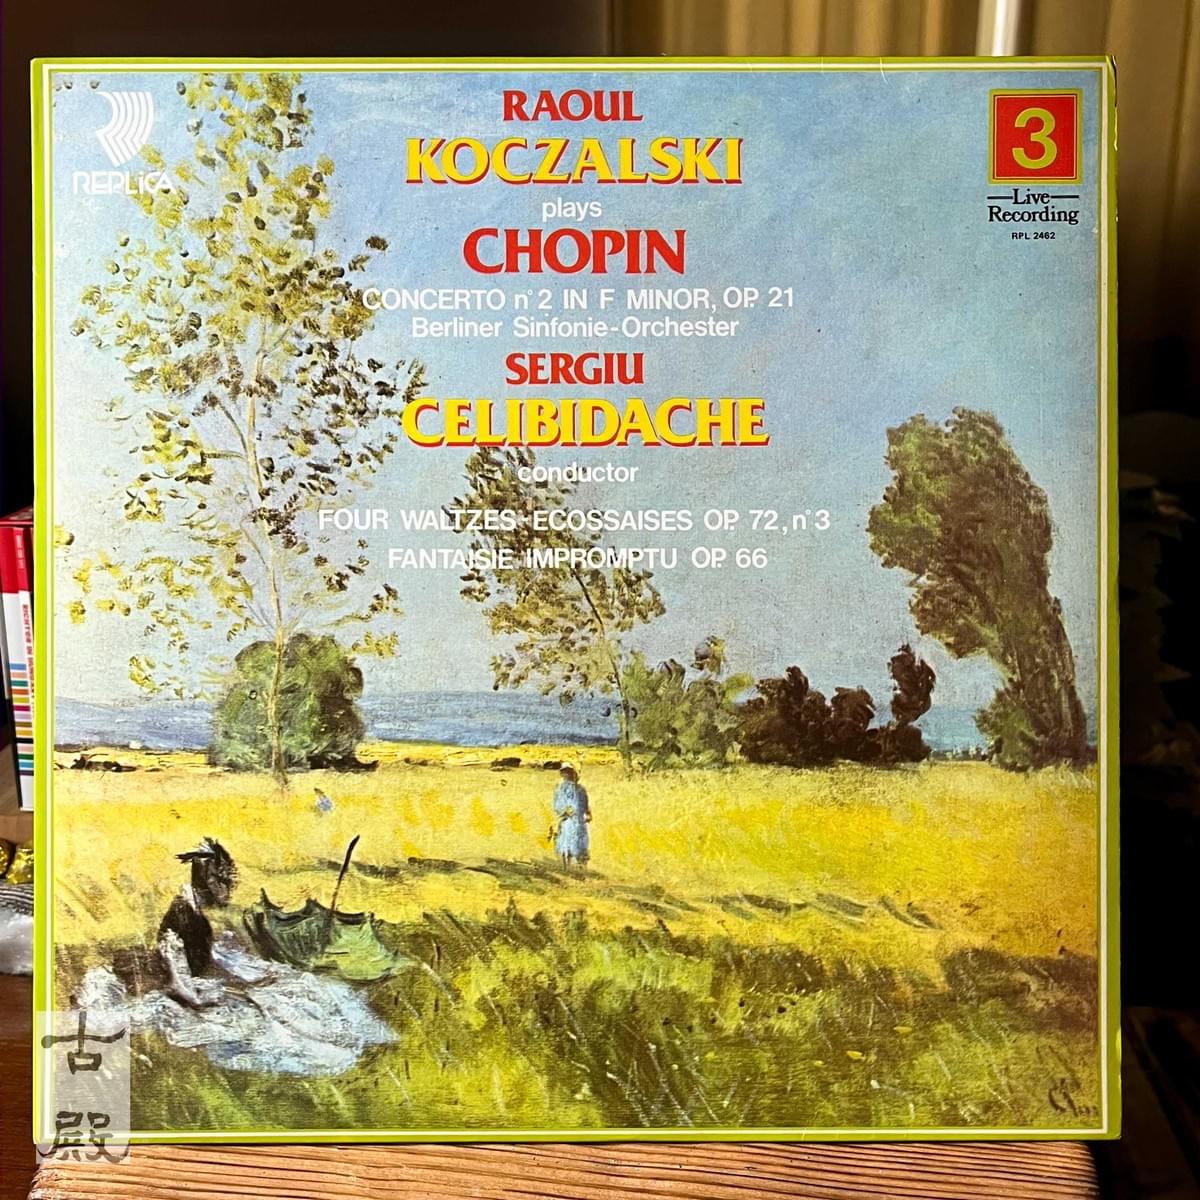 REPLICA
RAOUL
KOCZALSKI
plays
CHOPIN
CONCERTO n° 2 IN F MINOR, OP. 21
Berliner Sinfonie-Orchester
SERGIU
CELIBIDACHE
conductor
FOUR WALTZES-ECOSSAISES OP. 72, n° 3
FANTAISIE IMPROMPTU OP. 66
3
Live
Recording
RPL 2462
古
殿